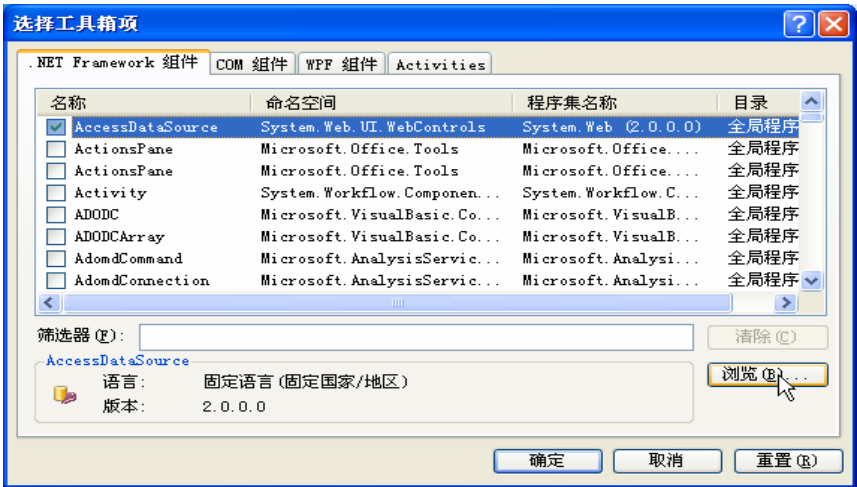 选择工具箱项
.NET Framework 组件 COM 组件 WPF 组件 Activities
名称 命名空间 程序集名称 目录
AccessDataSource System.Web.UI.WebControls System.Web (2.0.0.0) 全局程序
ActionsPane Microsoft.Office.Tools Microsoft.Office.... 全局程序
ActionsPane Microsoft.Office.Tools Microsoft.Office.... 全局程序
Activity System.Workflow.Componen... System.Workflow.C... 全局程序
ADODC Microsoft.VisualBasic.Co... Microsoft.VisualB... 全局程序
ADODCArray Microsoft.VisualBasic.Co... Microsoft.VisualB... 全局程序
AdomdCommand Microsoft.AnalysisServic... Microsoft.Analysi... 全局程序
AdomdConnection Microsoft.AnalysisServic... Microsoft.Analysi... 全局程序
筛选器(F): 清除(C)
AccessDataSource
语言: 固定语言(固定国家/地区) 浏览(B)...
版本: 2.0.0.0
确定 取消 重置(R)